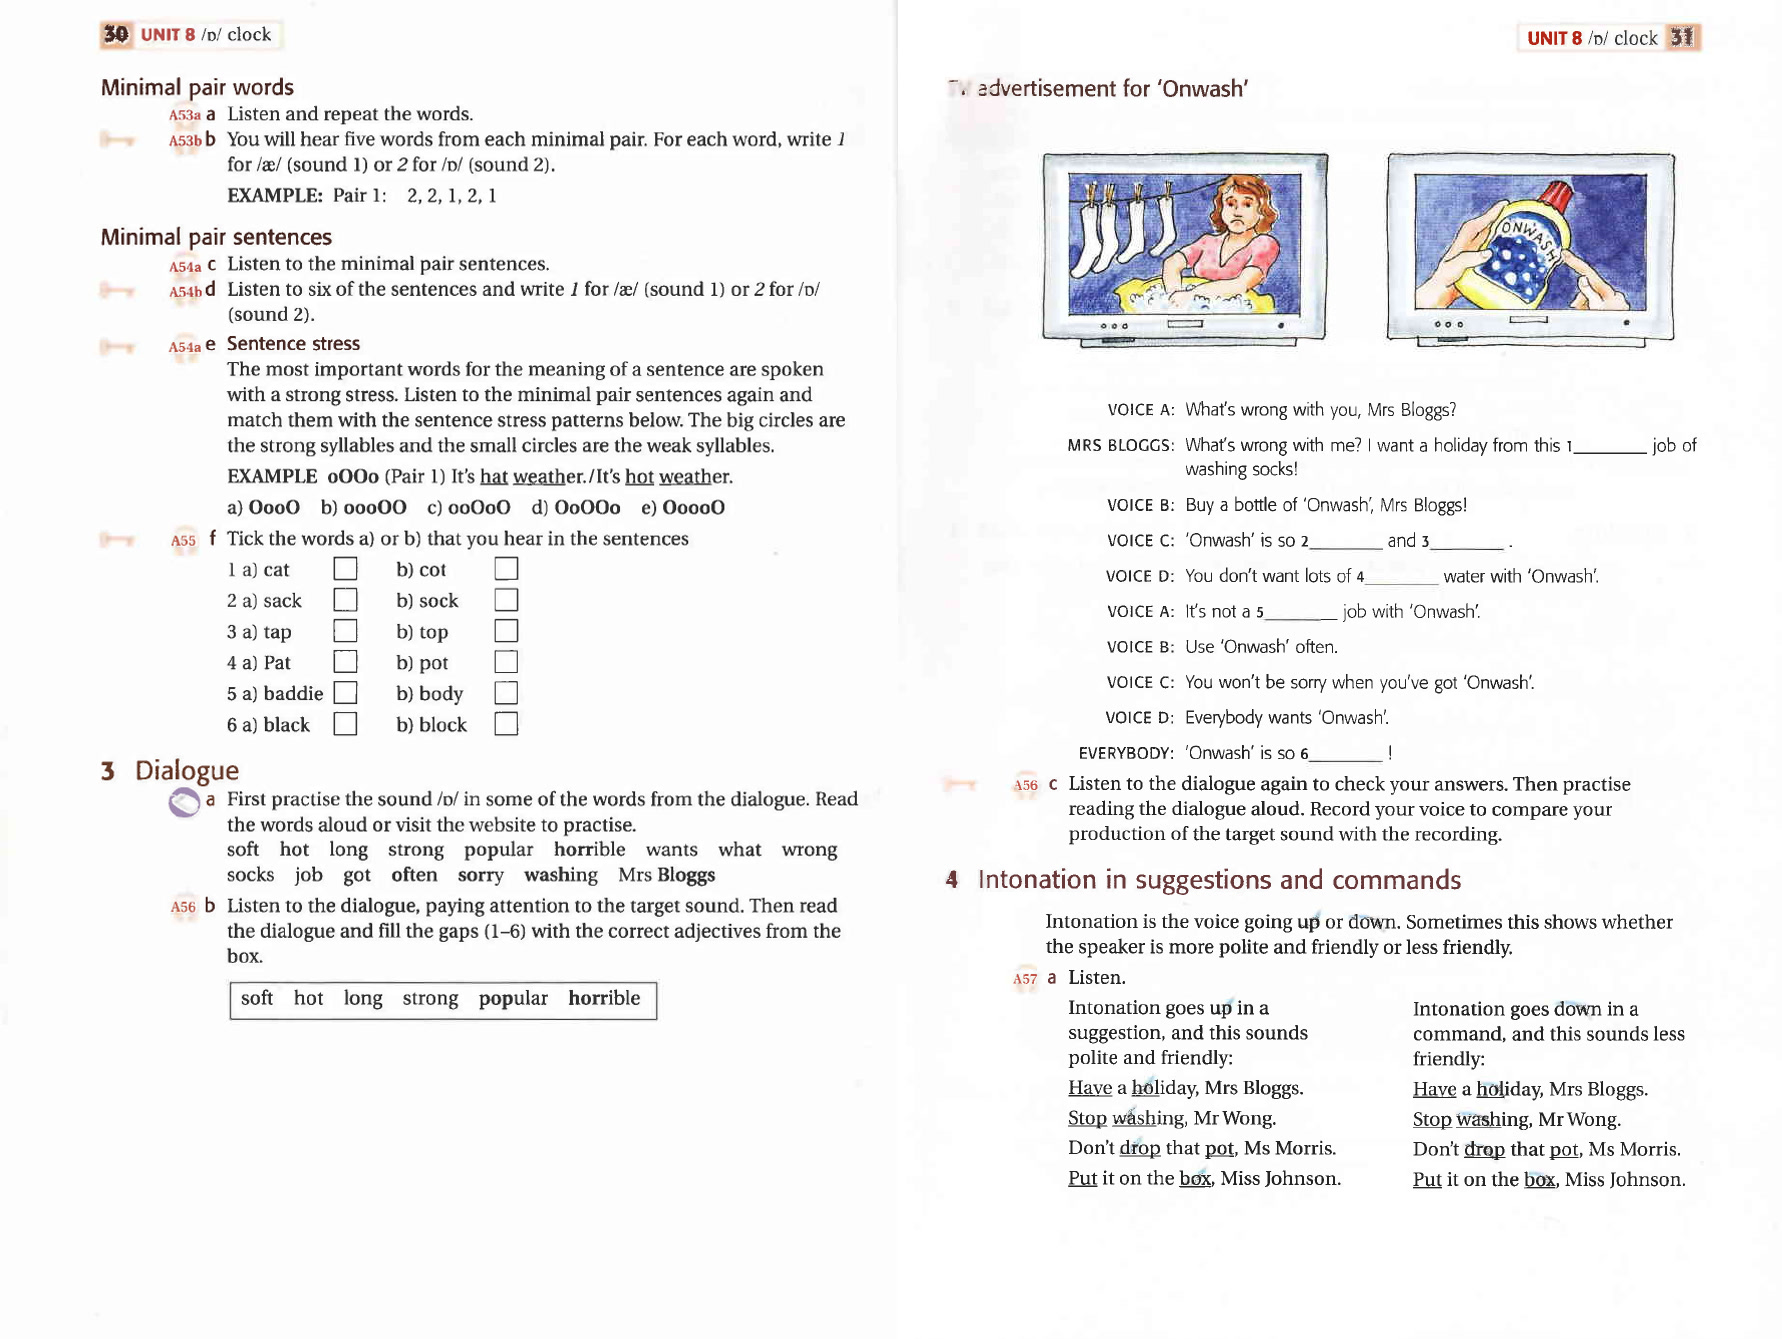 30 UNIT 8 /ɒ/ clock
Minimal pair words
A53a a Listen and repeat the words.
A53b b You will hear five words from each minimal pair. For each word, write 1
for /æ/ (sound 1) or 2 for /ɒ/ (sound 2).
EXAMPLE: Pair 1: 2, 2, 1, 2, 1
Minimal pair sentences
A54a c Listen to the minimal pair sentences.
A54b d Listen to six of the sentences and write 1 for /æ/ (sound 1) or 2 for /ɒ/
(sound 2).
A54a e Sentence stress
The most important words for the meaning of a sentence are spoken
with a strong stress. Listen to the minimal pair sentences again and
match them with the sentence stress patterns below. The big circles are
the strong syllables and the small circles are the weak syllables.
EXAMPLE oOOo (Pair 1) It's hat weather./It's hot weather.
a) OooO b) oooOO c) ooOoO d) OoOOo e) OoooO
A55 f Tick the words a) or b) that you hear in the sentences
1 a) cat b) cot
2 a) sack b) sock
3 a) tap b) top
4 a) Pat b) pot
5 a) baddie b) body
6 a) black b) block
3 Dialogue
a First practise the sound /ɒ/ in some of the words from the dialogue. Read
the words aloud or visit the website to practise.
soft hot long strong popular horrible wants what wrong
socks job got often sorry washing Mrs Bloggs
A56 b Listen to the dialogue, paying attention to the target sound. Then read
the dialogue and fill the gaps (1–6) with the correct adjectives from the
box.
soft hot long strong popular horrible
UNIT 8 /ɒ/ clock 31
TV advertisement for 'Onwash'
ONWASH
VOICE A: What's wrong with you, Mrs Bloggs?
MRS BLOGGS: What's wrong with me? I want a holiday from this 1________ job of
washing socks!
VOICE B: Buy a bottle of 'Onwash', Mrs Bloggs!
VOICE C: 'Onwash' is so 2________ and 3________ .
VOICE D: You don't want lots of 4________ water with 'Onwash'.
VOICE A: It's not a 5________ job with 'Onwash'.
VOICE B: Use 'Onwash' often.
VOICE C: You won't be sorry when you've got 'Onwash'.
VOICE D: Everybody wants 'Onwash'.
EVERYBODY: 'Onwash' is so 6________ !
A56 c Listen to the dialogue again to check your answers. Then practise
reading the dialogue aloud. Record your voice to compare your
production of the target sound with the recording.
4 Intonation in suggestions and commands
Intonation is the voice going up or down. Sometimes this shows whether
the speaker is more polite and friendly or less friendly.
A57 a Listen.
Intonation goes up in a
suggestion, and this sounds
polite and friendly:
Have a holiday, Mrs Bloggs.
Stop washing, Mr Wong.
Don't drop that pot, Ms Morris.
Put it on the box, Miss Johnson.
Intonation goes down in a
command, and this sounds less
friendly:
Have a holiday, Mrs Bloggs.
Stop washing, Mr Wong.
Don't drop that pot, Ms Morris.
Put it on the box, Miss Johnson.